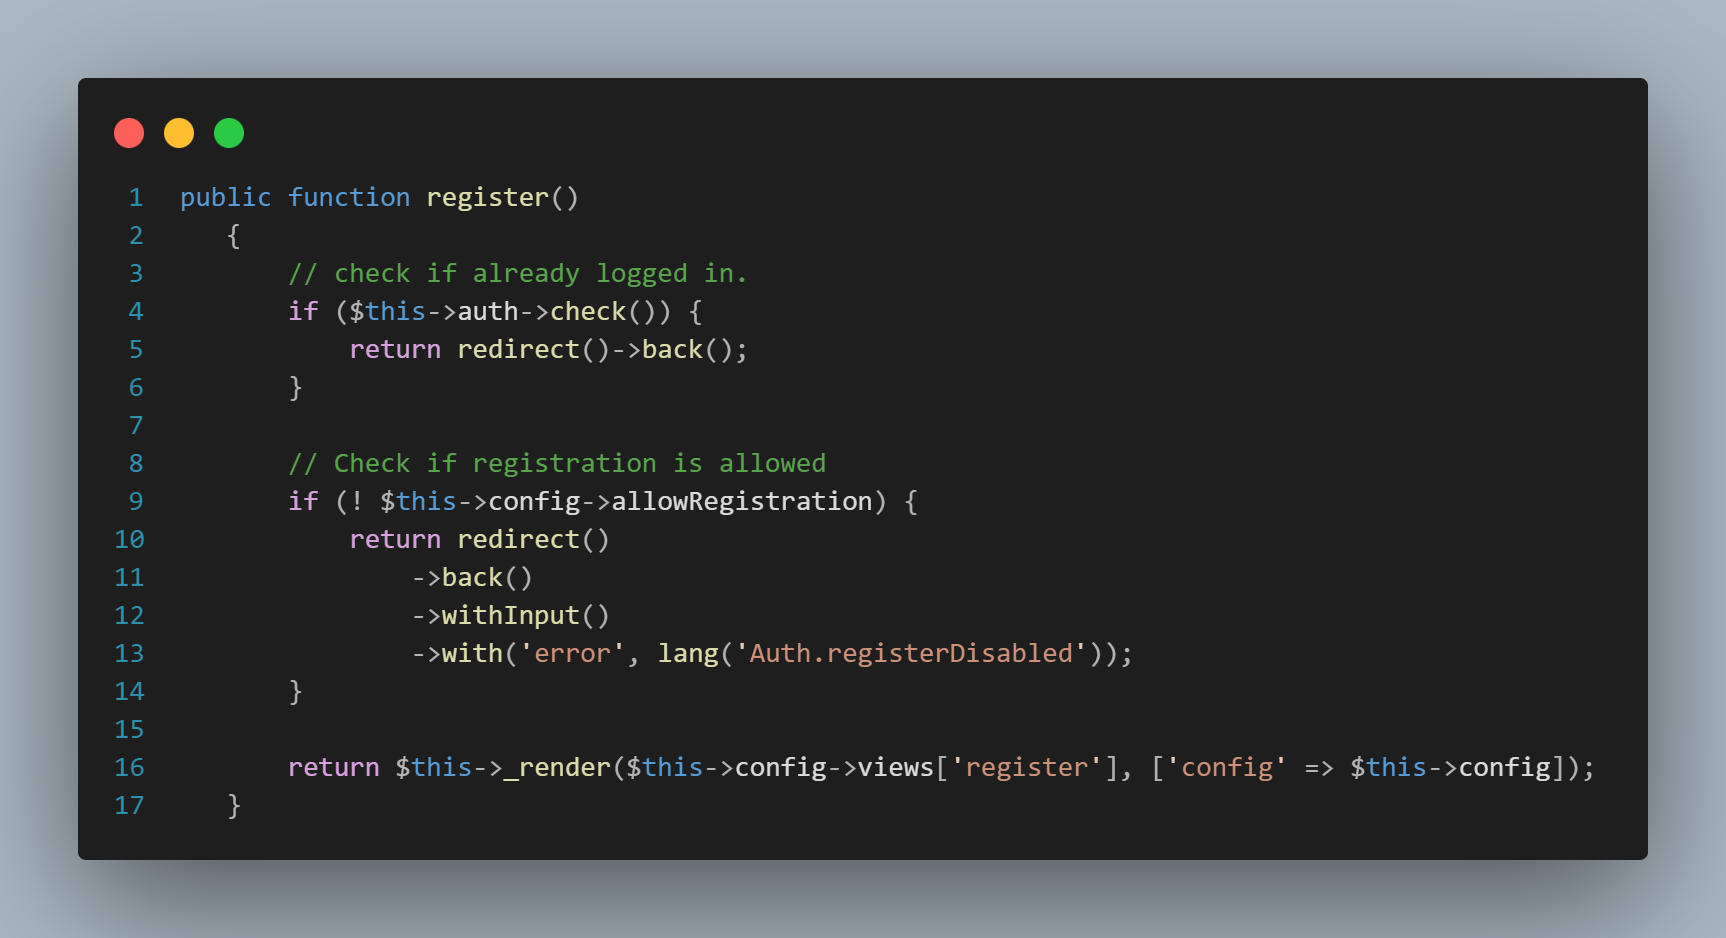 1 public function register()
2    {
3        // check if already logged in.
4        if ($this->auth->check()) {
5            return redirect()->back();
6        }
7
8        // Check if registration is allowed
9        if (! $this->config->allowRegistration) {
10            return redirect()
11                ->back()
12                ->withInput()
13                ->with('error', lang('Auth.registerDisabled'));
14        }
15
16        return $this->_render($this->config->views['register'], ['config' => $this->config]);
17    }